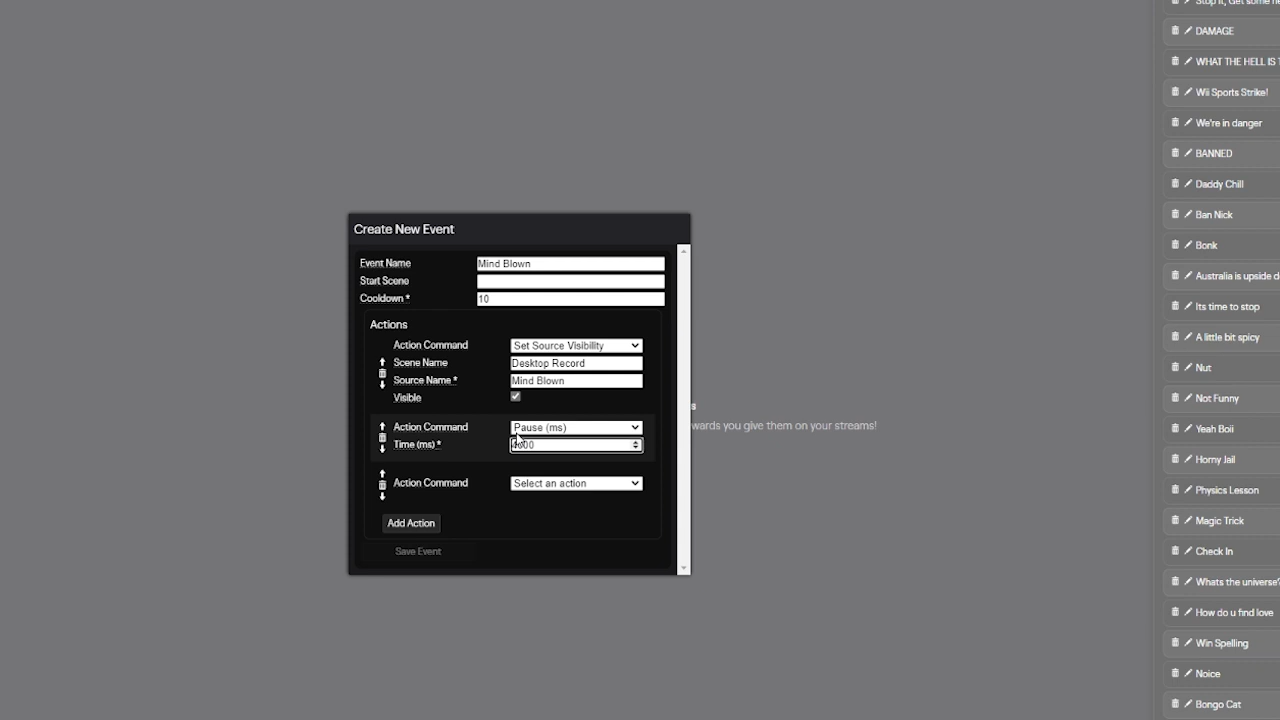 Create New Event
Event Name Mind Blown
Start Scene
Cooldown * 10
Actions
Action Command Set Source Visibility
Scene Name Desktop Record
Source Name * Mind Blown
Visible
Action Command Pause (ms)
Time (ms) *
Action Command Select an action
Add Action
Save Event
s
wards you give them on your streams!
Stop it, Get some he
DAMAGE
WHAT THE HELL IS T
Wii Sports Strike!
We're in danger
BANNED
Daddy Chill
Ban Nick
Bonk
Australia is upside d
Its time to stop
A little bit spicy
Nut
Not Funny
Yeah Boii
Horny Jail
Physics Lesson
Magic Trick
Check In
Whats the universe'
How do u find love
Win Spelling
Noice
Bongo Cat